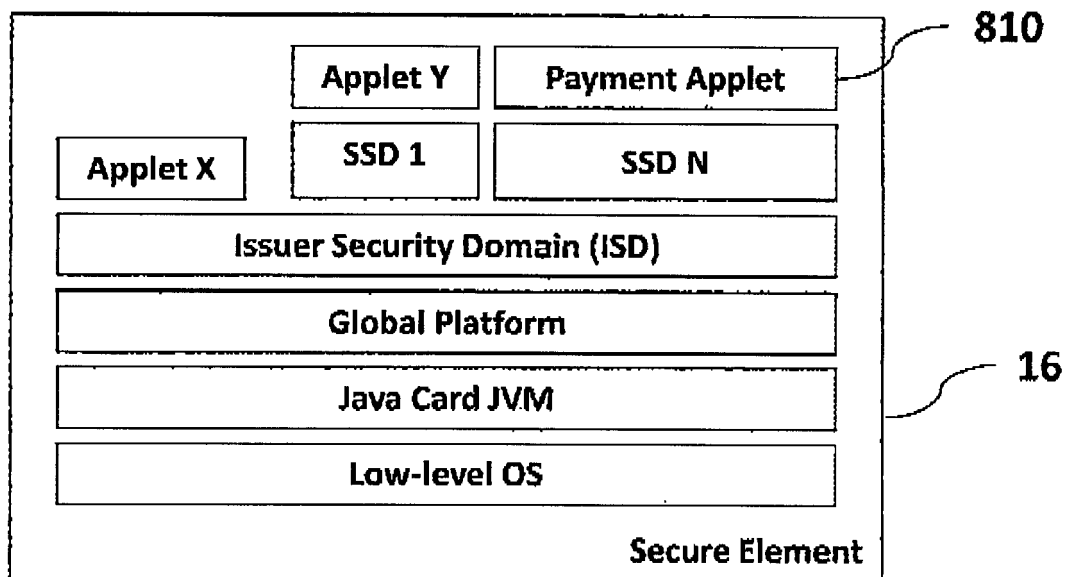 810
Applet Y
Payment Applet
Applet X
SSD 1
SSD N
Issuer Security Domain (ISD)
Global Platform
16
Java Card JVM
Low-level OS
Secure Element